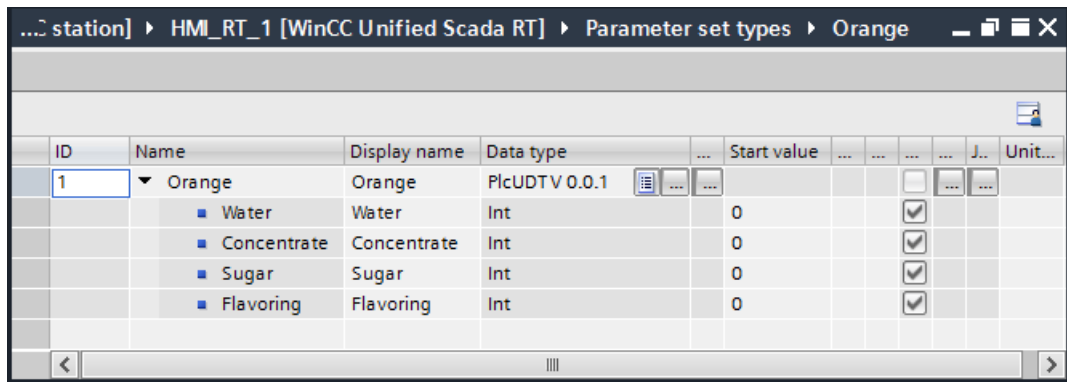 ...C station] ▸ HMI_RT_1 [WinCC Unified Scada RT] ▸ Parameter set types ▸ Orange
ID Name Display name Data type ... Start value ... ... ... ... J.. Unit...
1 Orange Orange PlcUDT V 0.0.1 ... ... ... ...
Water Water Int 0
Concentrate Concentrate Int 0
Sugar Sugar Int 0
Flavoring Flavoring Int 0